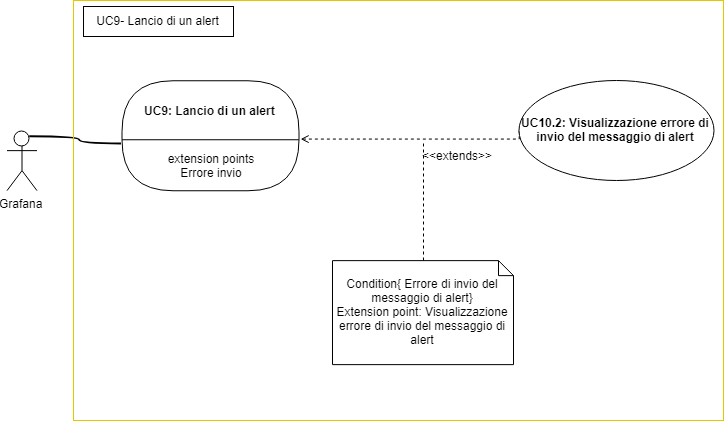 UC9- Lancio di un alert
UC9: Lancio di un alert
extension points
Errore invio
UC10.2: Visualizzazione errore di
invio del messaggio di alert
<<extends>>
Grafana
Condition{ Errore di invio del
messaggio di alert}
Extension point: Visualizzazione
errore di invio del messaggio di
alert